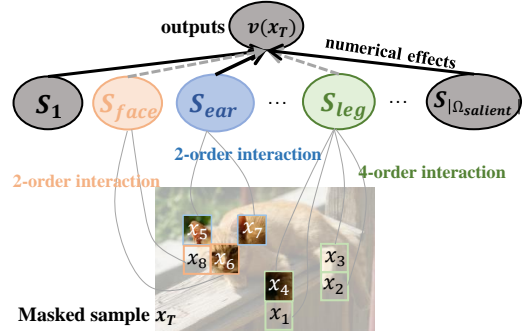 outputs v(x_T)
numerical effects
S_1 S_face S_ear ... S_leg ... S_|Ω_salient|
2-order interaction
2-order interaction 4-order interaction
x_5 x_7
x_8 x_6 x_3
x_4 x_2
x_1
Masked sample x_T